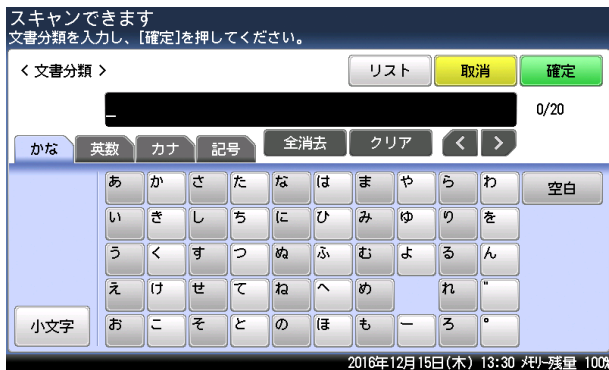 スキャンできます
文書分類を入力し、[確定]を押してください。
< 文書分類 >
リスト
取消
確定
_
0/20
かな
英数
カナ
記号
全消去
クリア
<
>
あ か さ た な は ま や ら わ 空白
い き し ち に ひ み ゆ り を
う く す つ ぬ ふ む よ る ん
え け せ て ね へ め れ ゛
小文字 お こ そ と の ほ も ー ろ ゜
2016年12月15日(木) 13:30 メモリー残量 100%